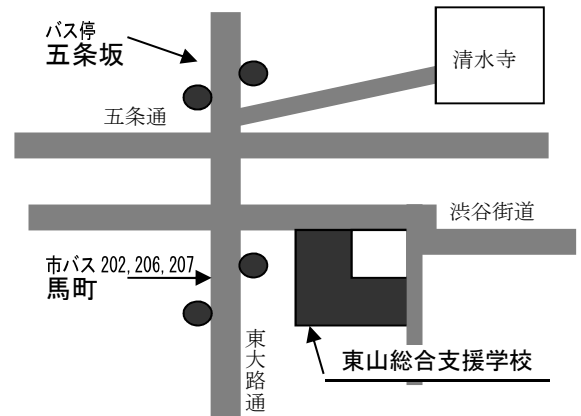 バス停
五条坂
清水寺
五条通
渋谷街道
市バス 202, 206, 207
馬町
東大路通
東山総合支援学校